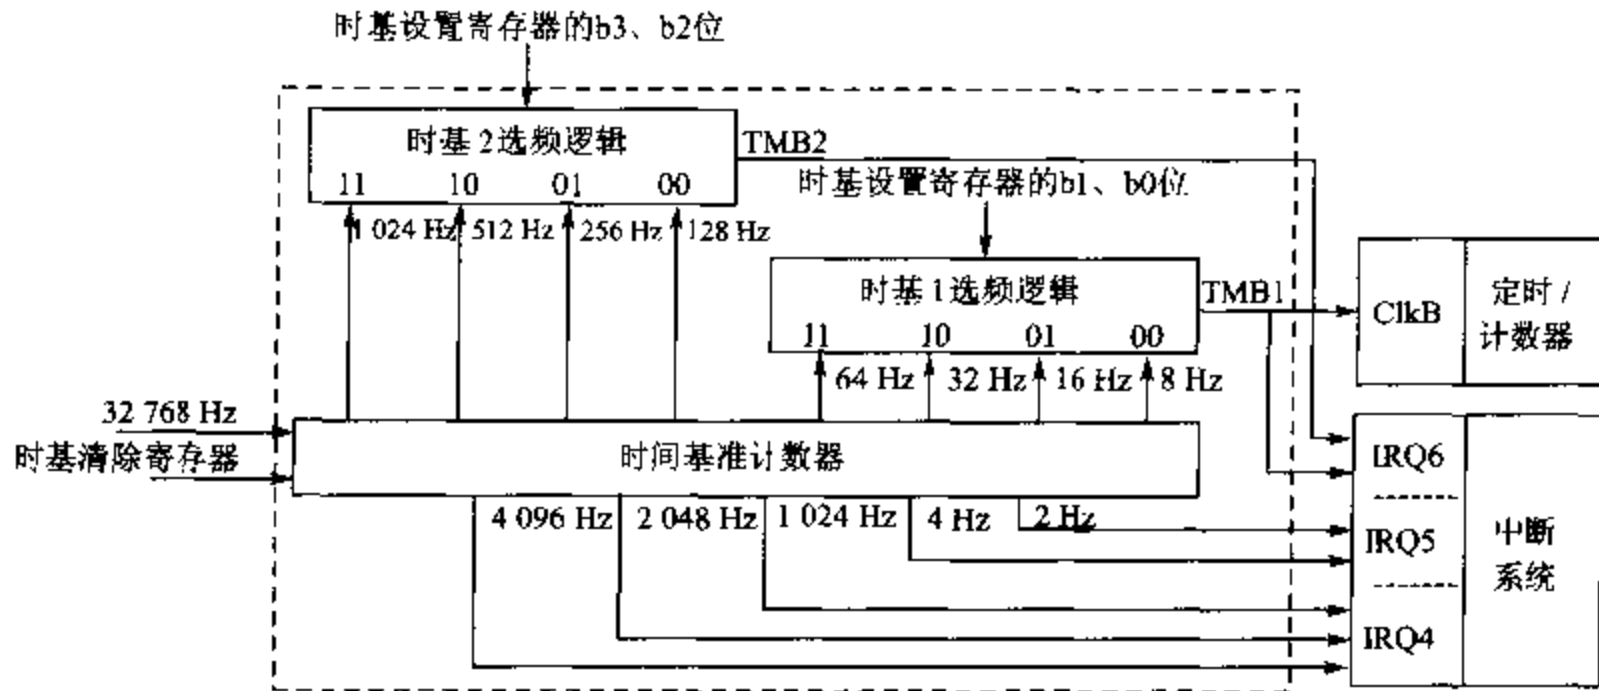 时基设置寄存器的b3、b2位
时基2选频逻辑
11 10 01 00
TMB2
时基设置寄存器的b1、b0位
1 024 Hz 512 Hz 256 Hz 128 Hz
时基1选频逻辑
11 10 01 00
TMB1
ClkB
定时/
计数器
64 Hz 32 Hz 16 Hz 8 Hz
32 768 Hz
时基清除寄存器
时间基准计数器
4 096 Hz 2 048 Hz 1 024 Hz 4 Hz 2 Hz
IRQ6
IRQ5
IRQ4
中断
系统